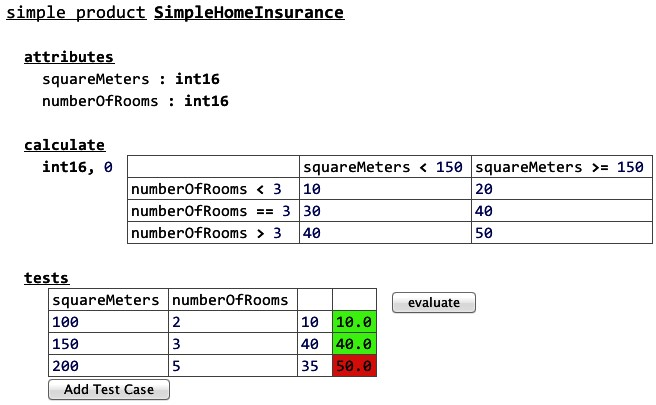 simple product SimpleHomeInsurance
attributes
squareMeters : int16
numberOfRooms : int16
calculate
int16, 0
squareMeters < 150 squareMeters >= 150
numberOfRooms < 3 10 20
numberOfRooms == 3 30 40
numberOfRooms > 3 40 50
tests
squareMeters numberOfRooms
evaluate
100 2 10 10.0
150 3 40 40.0
200 5 35 50.0
Add Test Case